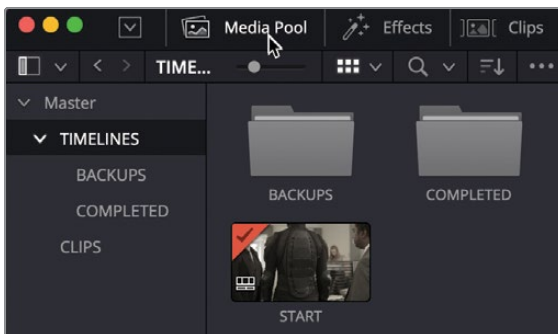 Media Pool Effects Clips
TIME...
Master
TIMELINES
BACKUPS
COMPLETED
CLIPS
BACKUPS COMPLETED
START